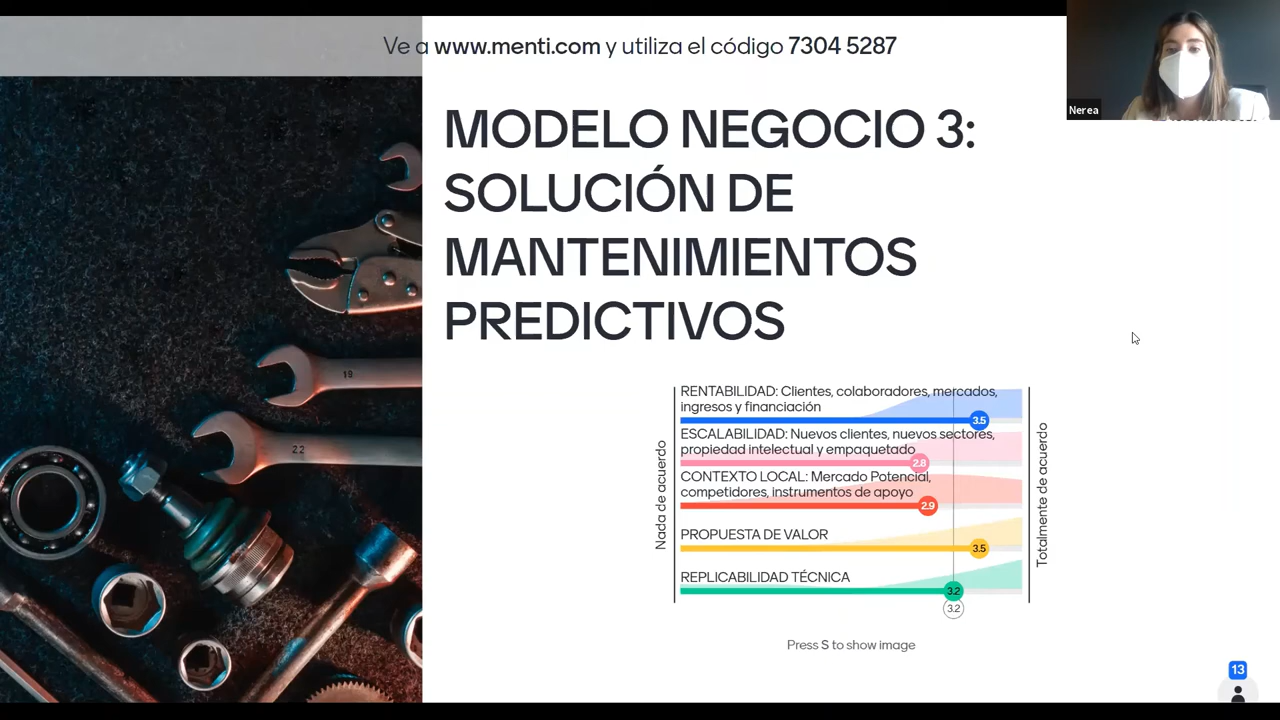 Ve a www.menti.com y utiliza el código 7304 5287
Nerea
MODELO NEGOCIO 3:
SOLUCIÓN DE
MANTENIMIENTOS
PREDICTIVOS
19
22
Nada de acuerdo
RENTABILIDAD: Clientes, colaboradores, mercados,
ingresos y financiación
3.5
ESCALABILIDAD: Nuevos clientes, nuevos sectores,
propiedad intelectual y empaquetado
2.8
CONTEXTO LOCAL: Mercado Potencial,
competidores, instrumentos de apoyo
2.9
PROPUESTA DE VALOR
3.5
REPLICABILIDAD TÉCNICA
3.2
3.2
Totalmente de acuerdo
Press S to show image
13